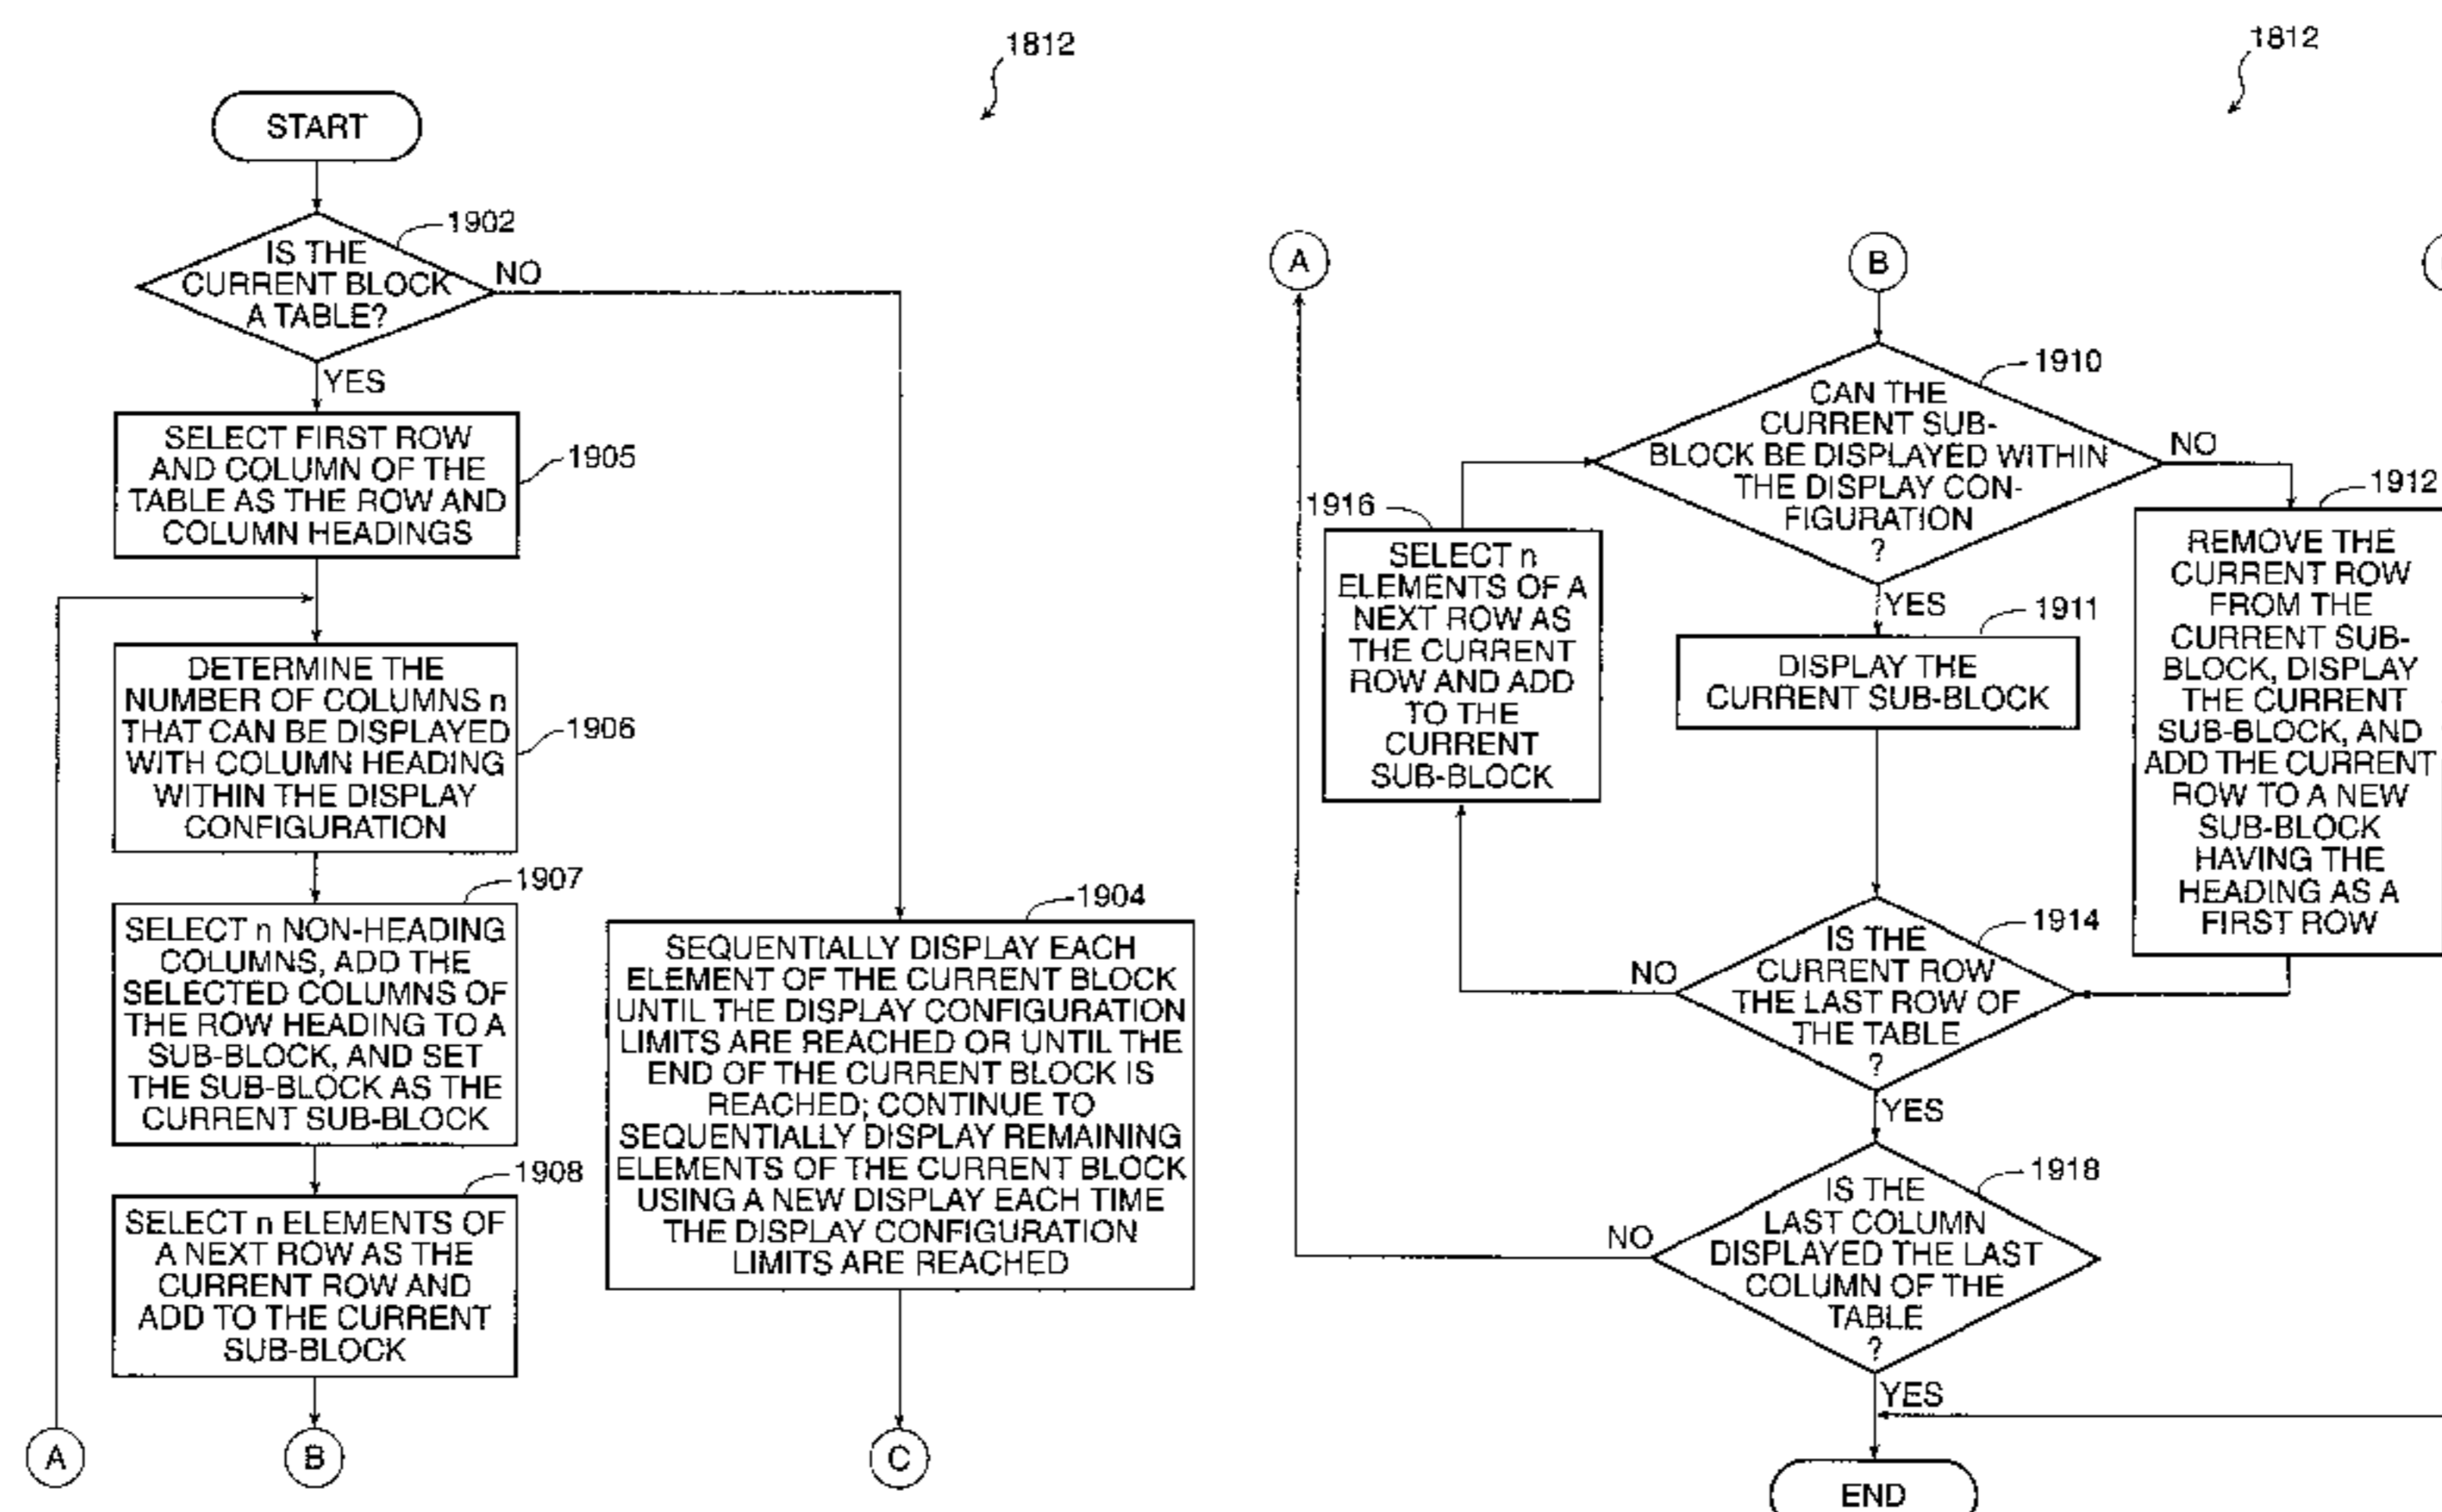 1812
START
1902
IS THE
CURRENT BLOCK
A TABLE?
NO
YES
SELECT FIRST ROW
AND COLUMN OF THE
TABLE AS THE ROW AND
COLUMN HEADINGS
1905
DETERMINE THE
NUMBER OF COLUMNS n
THAT CAN BE DISPLAYED
WITH COLUMN HEADING
WITHIN THE DISPLAY
CONFIGURATION
1906
1907
SELECT n NON-HEADING
COLUMNS, ADD THE
SELECTED COLUMNS OF
THE ROW HEADING TO A
SUB-BLOCK, AND SET
THE SUB-BLOCK AS THE
CURRENT SUB-BLOCK
1908
SELECT n ELEMENTS OF
A NEXT ROW AS THE
CURRENT ROW AND
ADD TO THE CURRENT
SUB-BLOCK
1904
SEQUENTIALLY DISPLAY EACH
ELEMENT OF THE CURRENT BLOCK
UNTIL THE DISPLAY CONFIGURATION
LIMITS ARE REACHED OR UNTIL THE
END OF THE CURRENT BLOCK IS
REACHED; CONTINUE TO
SEQUENTIALLY DISPLAY REMAINING
ELEMENTS OF THE CURRENT BLOCK
USING A NEW DISPLAY EACH TIME
THE DISPLAY CONFIGURATION
LIMITS ARE REACHED
A
B
C
1812
A
B
1910
CAN THE
CURRENT SUB-
BLOCK BE DISPLAYED WITHIN
THE DISPLAY CON-
FIGURATION
?
NO
YES
1916
SELECT n
ELEMENTS OF A
NEXT ROW AS
THE CURRENT
ROW AND ADD
TO THE
CURRENT
SUB-BLOCK
1911
DISPLAY THE
CURRENT SUB-BLOCK
1912
REMOVE THE
CURRENT ROW
FROM THE
CURRENT SUB-
BLOCK, DISPLAY
THE CURRENT
SUB-BLOCK, AND
ADD THE CURRENT
ROW TO A NEW
SUB-BLOCK
HAVING THE
HEADING AS A
FIRST ROW
1914
IS THE
CURRENT ROW
THE LAST ROW OF
THE TABLE
?
NO
YES
1918
IS THE
LAST COLUMN
DISPLAYED THE LAST
COLUMN OF THE
TABLE
?
NO
YES
END